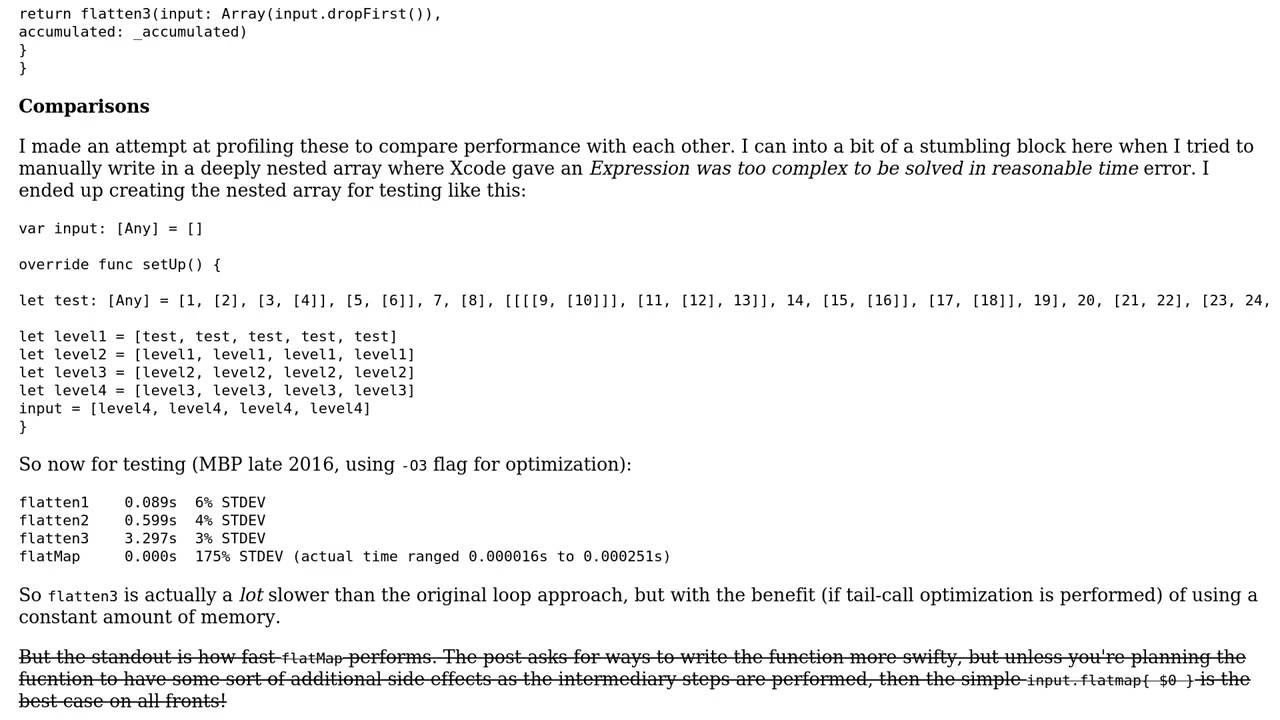 return flatten3(input: Array(input.dropFirst()),
accumulated: _accumulated)
}
}
Comparisons
I made an attempt at profiling these to compare performance with each other. I can into a bit of a stumbling block here when I tried to
manually write in a deeply nested array where Xcode gave an Expression was too complex to be solved in reasonable time error. I
ended up creating the nested array for testing like this:
var input: [Any] = []
override func setUp() {
let test: [Any] = [1, [2], [3, [4]], [5, [6]], 7, [8], [[[[9, [10]]], [11, [12], 13]], 14, [15, [16]], [17, [18]], 19], 20, [21, 22], [23, 24,
let level1 = [test, test, test, test, test]
let level2 = [level1, level1, level1, level1]
let level3 = [level2, level2, level2, level2]
let level4 = [level3, level3, level3, level3]
input = [level4, level4, level4, level4]
}
So now for testing (MBP late 2016, using -O3 flag for optimization):
flatten1    0.089s  6% STDEV
flatten2    0.599s  4% STDEV
flatten3    3.297s  3% STDEV
flatMap     0.000s  175% STDEV (actual time ranged 0.000016s to 0.000251s)
So flatten3 is actually a lot slower than the original loop approach, but with the benefit (if tail-call optimization is performed) of using a
constant amount of memory.
But the standout is how fast flatMap performs. The post asks for ways to write the function more swifty, but unless you're planning the
fucntion to have some sort of additional side effects as the intermediary steps are performed, then the simple input.flatmap{ $0 } is the
best case on all fronts!